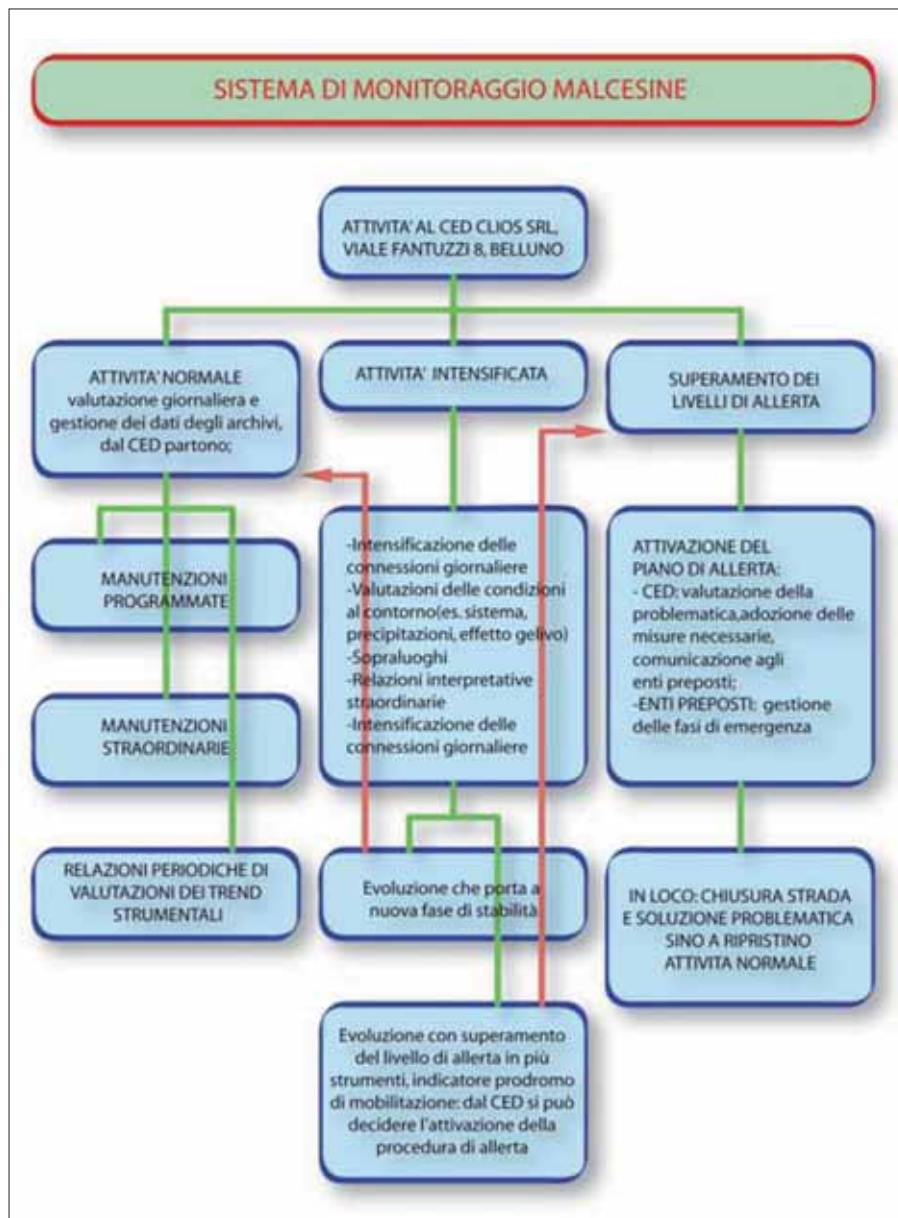 SISTEMA DI MONITORAGGIO MALCESINE
ATTIVITA' AL CED CLIOS SRL,
VIALE FANTUZZI 8, BELLUNO
ATTIVITA' NORMALE
valutazione giornaliera e
gestione dei dati degli archivi,
dal CED partono;
ATTIVITA' INTENSIFICATA
SUPERAMENTO DEI
LIVELLI DI ALLERTA
MANUTENZIONI
PROGRAMMATE
MANUTENZIONI
STRAORDINARIE
RELAZIONI PERIODICHE DI
VALUTAZIONI DEI TREND
STRUMENTALI
-Intensificazione delle
connessioni giornaliere
-Valutazioni delle condizioni
al contorno(es. sistema,
precipitazioni, effetto gelivo)
-Sopraluoghi
-Relazioni interpretative
straordinarie
-Intensificazione delle
connessioni giornaliere
Evoluzione che porta a
nuova fase di stabilità
Evoluzione con superamento
del livello di allerta in più
strumenti, indicatore prodromo
di mobilitazione: dal CED si può
decidere l'attivazione della
procedura di allerta
ATTIVAZIONE DEL
PIANO DI ALLERTA:
- CED: valutazione della
problematica,adozione delle
misure necessarie,
comunicazione agli
enti preposti;
-ENTI PREPOSTI: gestione
delle fasi di emergenza
IN LOCO: CHIUSURA STRADA
E SOLUZIONE PROBLEMATICA
SINO A RIPRISTINO
ATTIVITA NORMALE